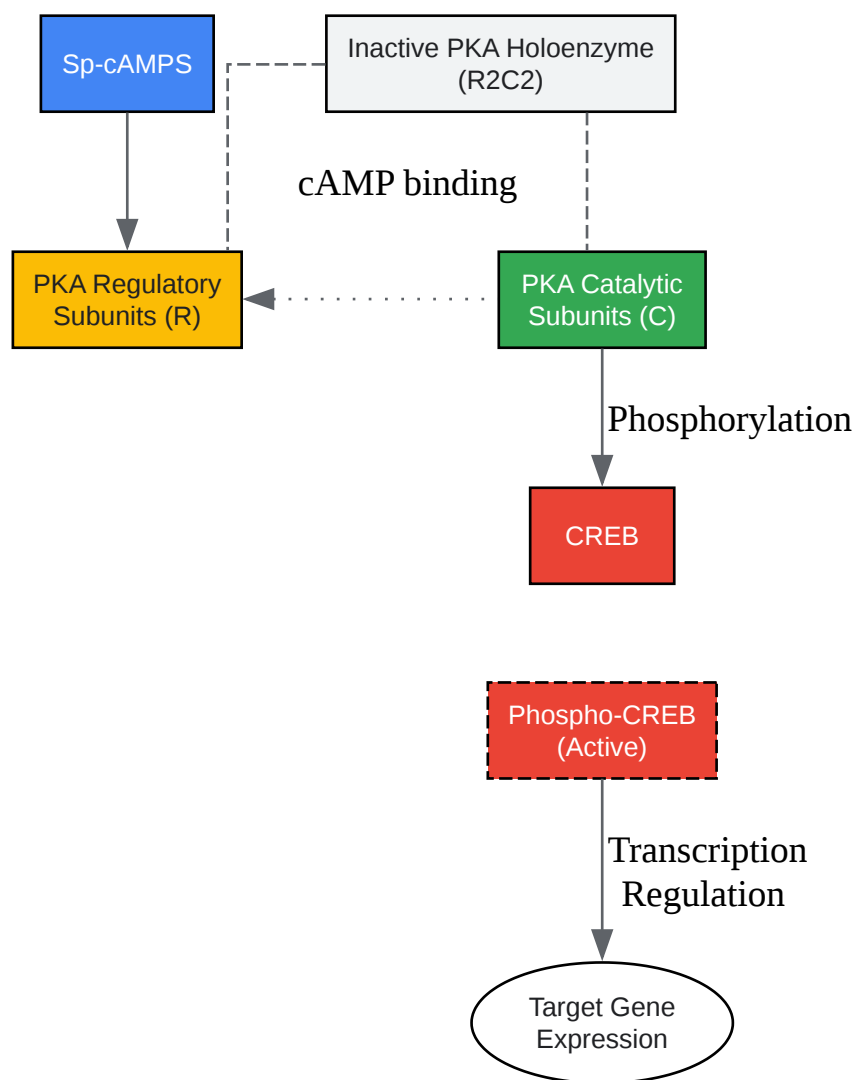 Sp-cAMPS
Inactive PKA Holoenzyme
(R2C2)
cAMP binding
PKA Regulatory
Subunits (R)
PKA Catalytic
Subunits (C)
Phosphorylation
CREB
Phospho-CREB
(Active)
Transcription
Regulation
Target Gene
Expression